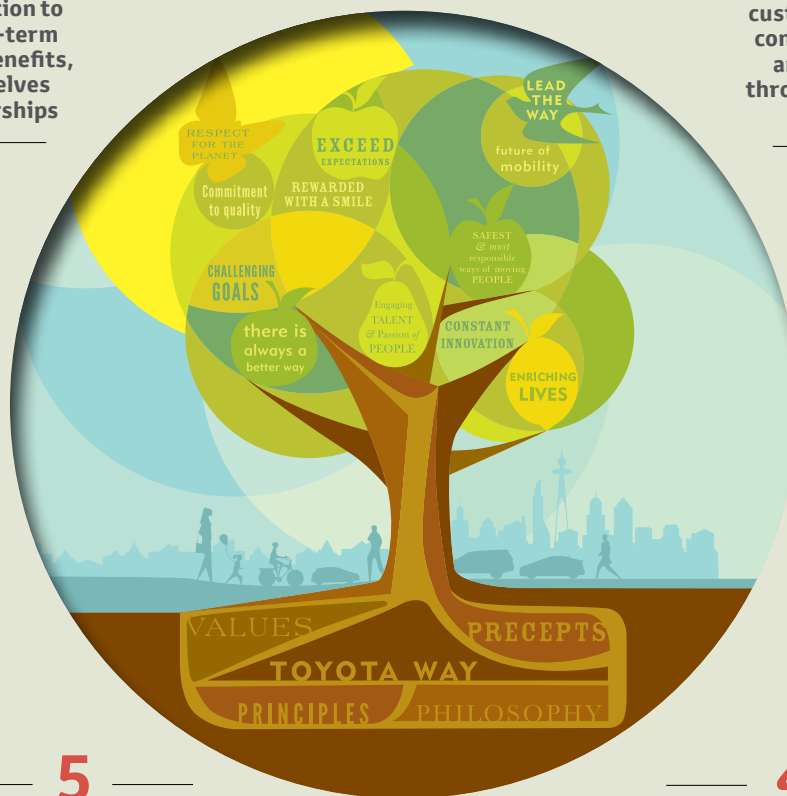 tion to
-term
enefits,
elves
rships
cust
con
a
thro
RESPECT
FOR THE
PLANET
Commitment
to quality
EXCEED
EXPECTATIONS
REWARDED
WITH A SMILE
LEAD
THE
WAY
future of
mobility
SAFEST
& most
responsible
ways of moving
PEOPLE
CHALLENGING
GOALS
there is
always a
better way
Engaging
TALENT
& Passion of
PEOPLE
CONSTANT
INNOVATION
ENRICHING
LIVES
VALUES
PRECEPTS
TOYOTA WAY
PRINCIPLES
PHILOSOPHY
5
4